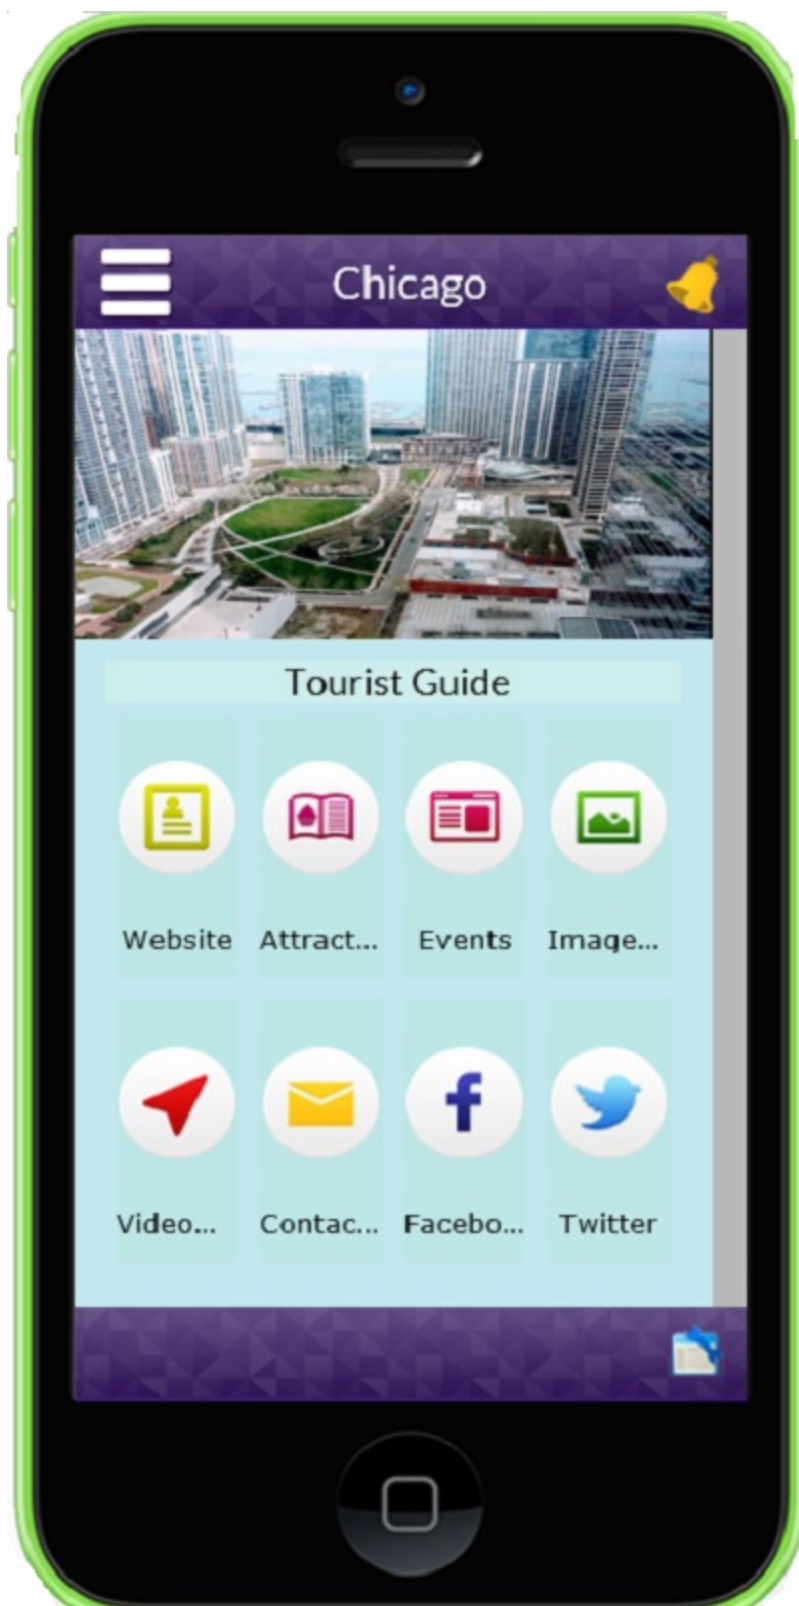 Chicago
Tourist Guide
Website Attract... Events Image...
Video... Contac... Facebo... Twitter